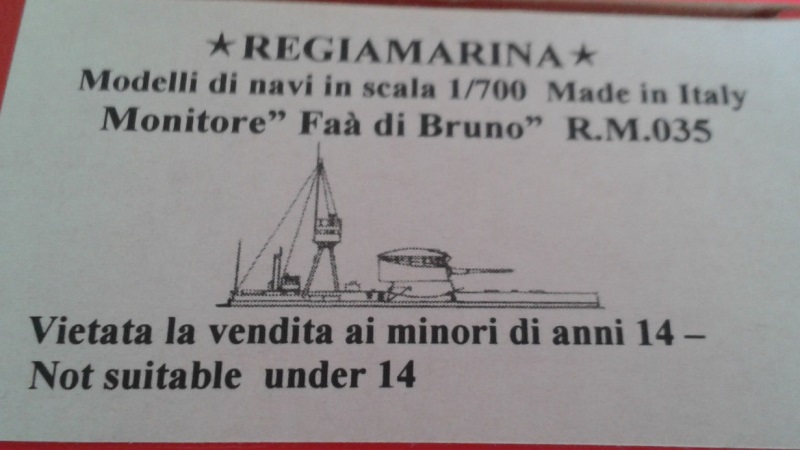 ★REGIAMARINA★
Modelli di navi in scala 1/700 Made in Italy
Monitore” Faà di Bruno” R.M.035
Vietata la vendita ai minori di anni 14 –
Not suitable under 14